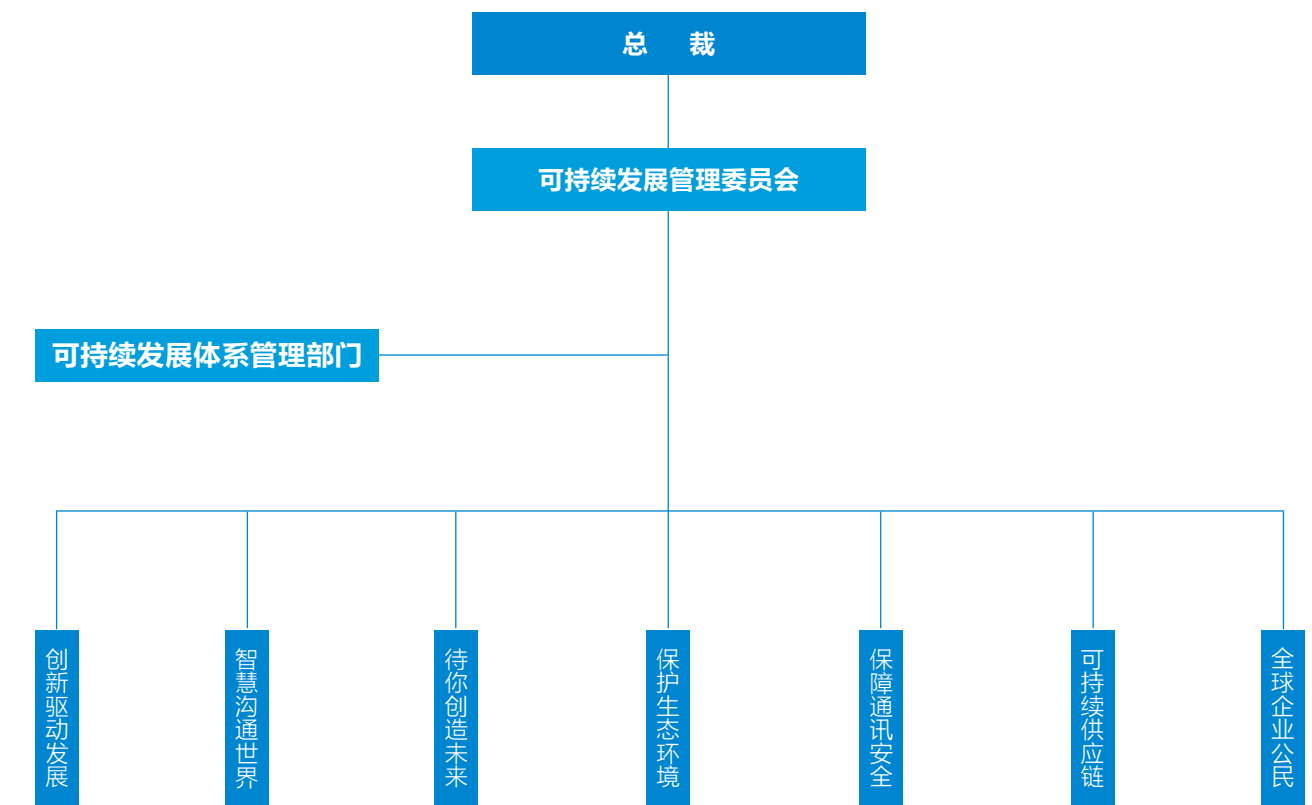 总 裁
可持续发展管理委员会
可持续发展体系管理部门
创新驱动发展
智慧沟通世界
待你创造未来
保护生态环境
保障通讯安全
可持续供应链
全球企业公民